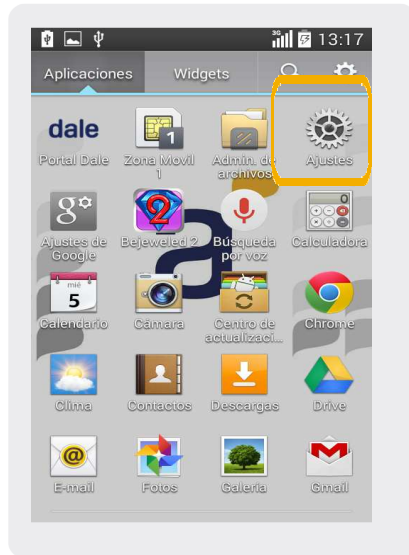 3G 13:17
Aplicaciones Widgets
dale
1
Portal Dale Zona Movil Admin. de Ajustes
1 archivos
g 2 0
Ajustes de Bejeweled 2 Búsqueda Calculadora
Google por voz
mié
5
Calendario Cámara Centro de Chrome
actualizaci...
Clima Contactos Descargas Drive
@
E-mail Fotos Galería Gmail